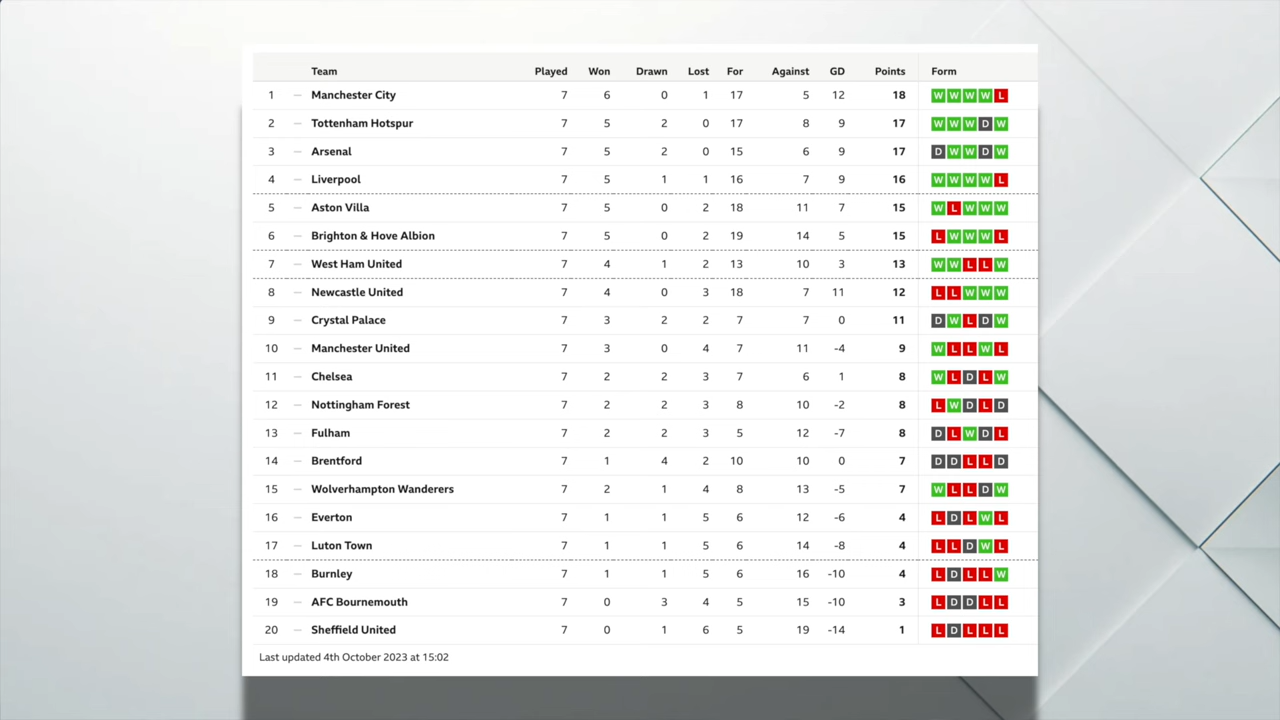 Team Played Won Drawn Lost For Against GD Points Form
1 – Manchester City 7 6 0 1 17 5 12 18 W W W W L
2 – Tottenham Hotspur 7 5 2 0 17 8 9 17 W W W D W
3 – Arsenal 7 5 2 0 15 6 9 17 D W W D W
4 – Liverpool 7 5 1 1 16 7 9 16 W W W W L
5 – Aston Villa 7 5 0 2 18 11 7 15 W L W W W
6 – Brighton & Hove Albion 7 5 0 2 19 14 5 15 L W W W L
7 – West Ham United 7 4 1 2 13 10 3 13 W W L L W
8 – Newcastle United 7 4 0 3 18 7 11 12 L L W W W
9 – Crystal Palace 7 3 2 2 7 7 0 11 D W L D W
10 – Manchester United 7 3 0 4 7 11 -4 9 W L L W L
11 – Chelsea 7 2 2 3 7 6 1 8 W L D L W
12 – Nottingham Forest 7 2 2 3 8 10 -2 8 L W D L D
13 – Fulham 7 2 2 3 5 12 -7 8 D L W D L
14 – Brentford 7 1 4 2 10 10 0 7 D D L L D
15 – Wolverhampton Wanderers 7 2 1 4 8 13 -5 7 W L L D W
16 – Everton 7 1 1 5 6 12 -6 4 L D L W L
17 – Luton Town 7 1 1 5 6 14 -8 4 L L D W L
18 – Burnley 7 1 1 5 6 16 -10 4 L D L L W
19 – AFC Bournemouth 7 0 3 4 5 15 -10 3 L D D L L
20 – Sheffield United 7 0 1 6 5 19 -14 1 L D L L L
Last updated 4th October 2023 at 15:02